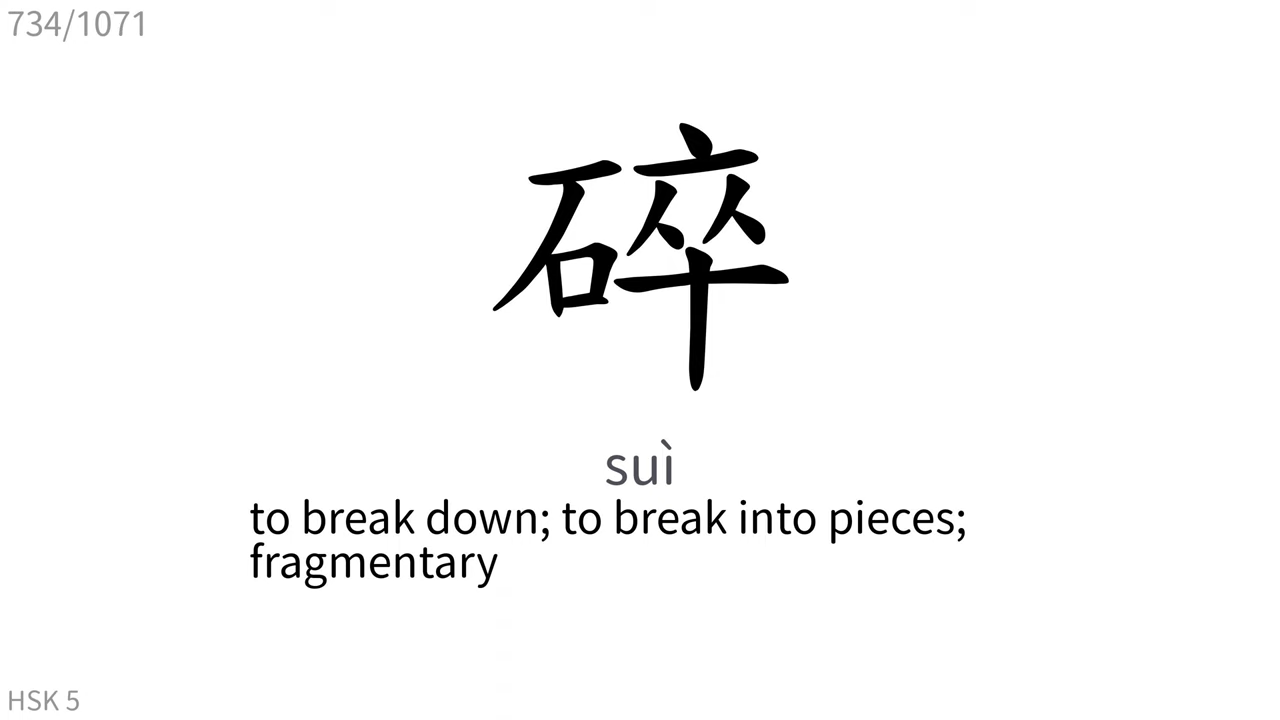 734/1071
碎
suì
to break down; to break into pieces;
fragmentary
HSK 5